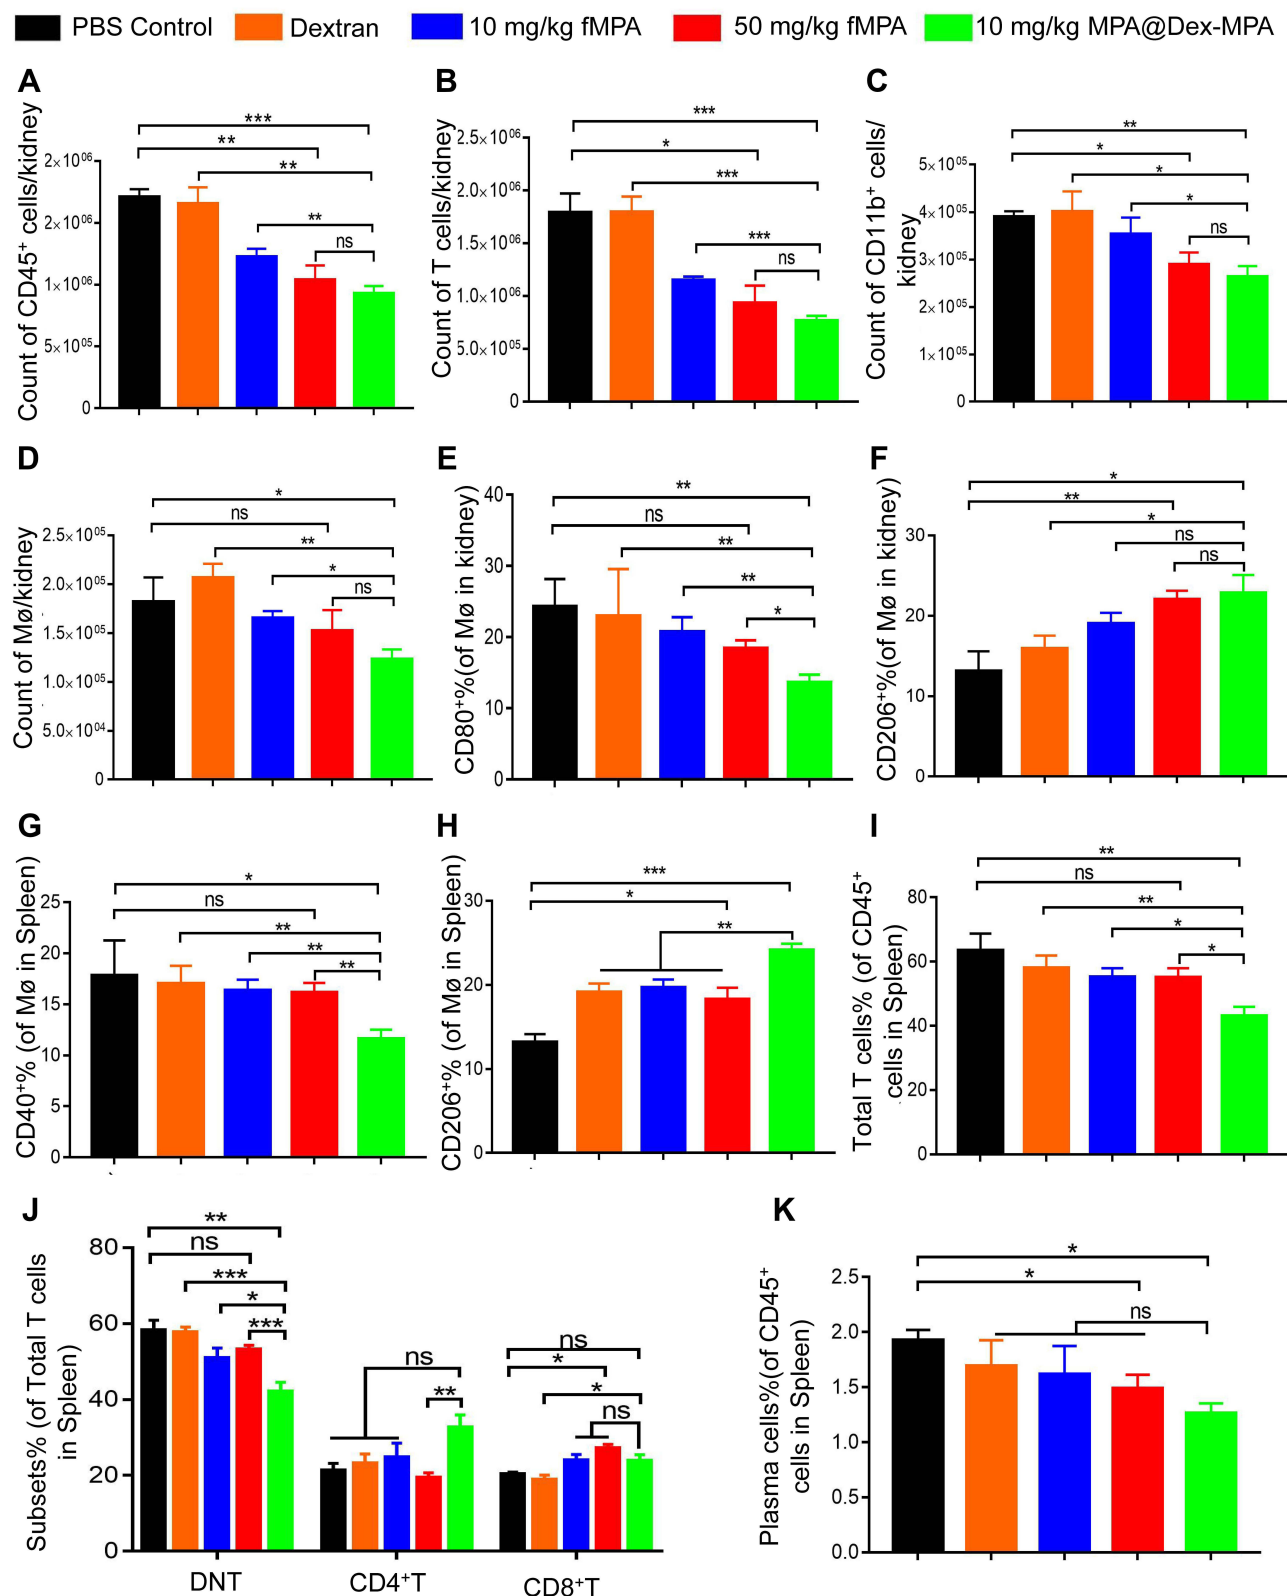 PBS Control Dextran 10 mg/kg fMPA 50 mg/kg fMPA 10 mg/kg MPA@Dex-MPA
A
Count of CD45⁺ cells/kidney
2×10⁰⁶
2×10⁰⁶
1×10⁰⁶
5×10⁰⁵
0
***
**
**
**
ns
B
Count of T cells/kidney
2.5×10⁰⁶
2.0×10⁰⁶
1.5×10⁰⁶
1.0×10⁰⁶
5.0×10⁰⁵
0
***
*
***
***
ns
C
Count of CD11b⁺ cells/
kidney
5×10⁰⁵
4×10⁰⁵
3×10⁰⁵
2×10⁰⁵
1×10⁰⁵
0
**
*
*
*
ns
D
Count of Mø/kidney
2.5×10⁰⁵
2.0×10⁰⁵
1.5×10⁰⁵
1.0×10⁰⁵
5.0×10⁰⁴
0
*
ns
**
*
ns
E
CD80⁺%(of Mø in kidney)
40
30
20
10
0
**
ns
**
**
*
F
CD206⁺%(of Mø in kidney)
30
20
10
0
*
**
*
ns
ns
G
CD40⁺% (of Mø in Spleen)
25
20
15
10
5
0
*
ns
**
**
**
H
CD206⁺% (of Mø in Spleen)
30
20
10
0
***
*
**
I
Total T cells% (of CD45⁺
cells in Spleen)
80
60
40
20
0
**
ns
**
*
*
J
Subsets% (of Total T cells
in Spleen)
80
60
40
20
0
**
ns
***
*
***
ns
**
ns
*
*
ns
DNT CD4⁺T CD8⁺T
K
Plasma cells%(of CD45⁺
cells in Spleen)
2.5
2.0
1.5
1.0
0.5
0.0
*
*
ns